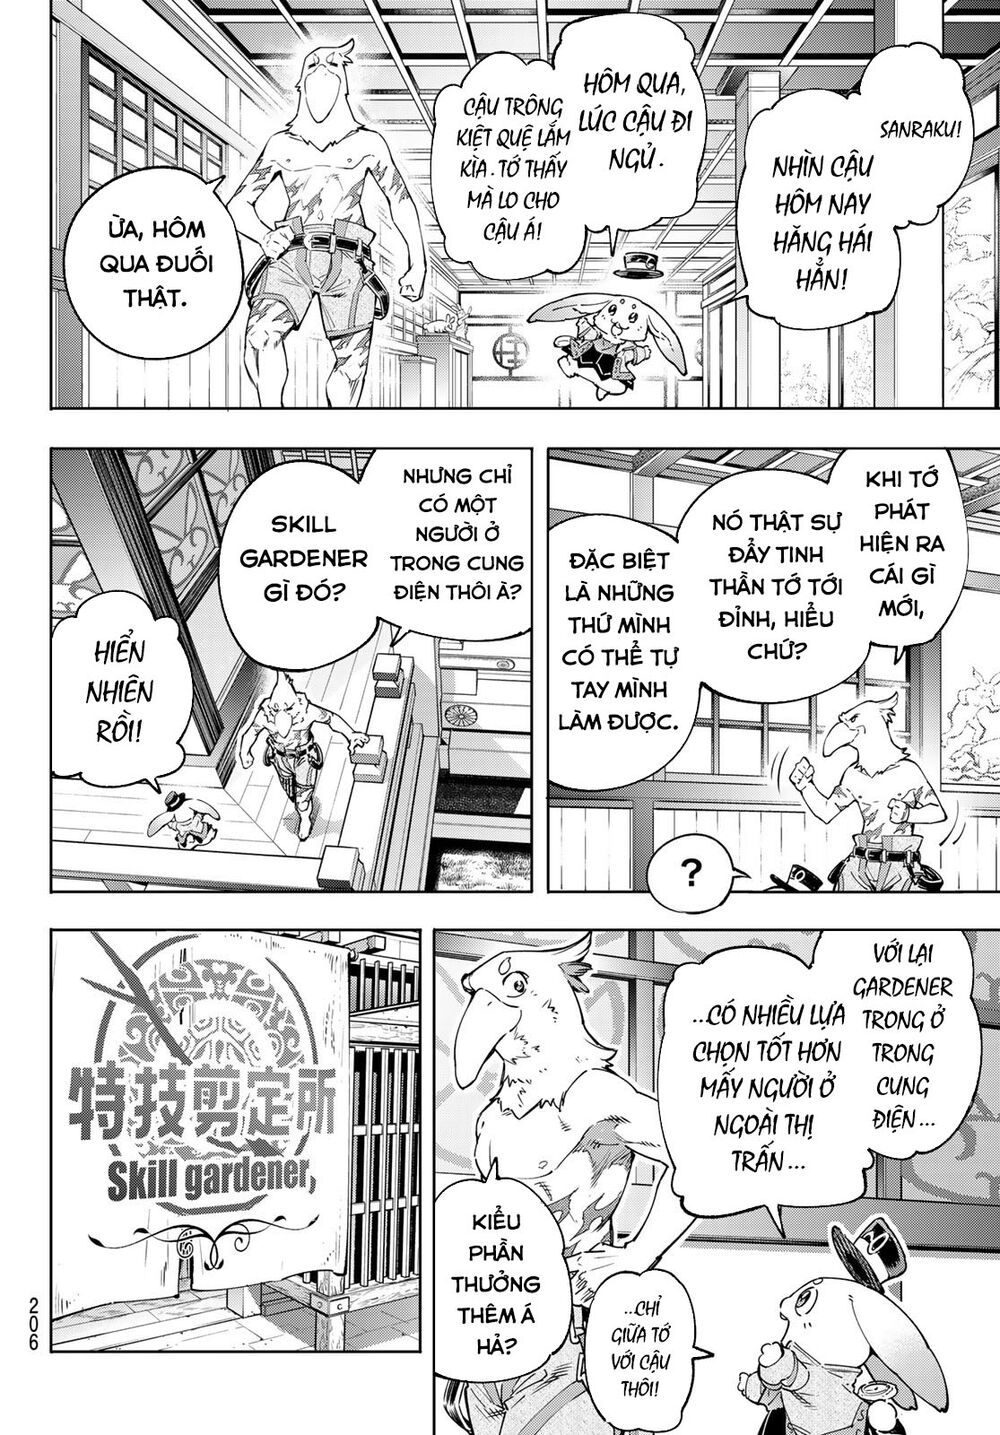 SANRAKU!
NHÌN CẬU
HÔM NAY
HĂNG HÁI
HẲN!
HÔM QUA,
LÚC CẬU ĐI
NGỦ.
CẬU TRÔNG
KIỆT QUỆ LẮM
KÌA. TỚ THẤY
MÀ LO CHO
CẬU Á!
ỪA, HÔM
QUA ĐUỐI
THẬT.
KHI TỚ
PHÁT
HIỆN RA
CÁI GÌ
MỚI,
NÓ THẬT SỰ
ĐẨY TINH
THẦN TỚ TỚI
ĐỈNH, HIỂU
CHỨ?
ĐẶC BIỆT
LÀ NHỮNG
THỨ MÌNH
CÓ THỂ TỰ
TAY MÌNH
LÀM ĐƯỢC.
?
NHƯNG CHỈ
CÓ MỘT
NGƯỜI Ở
TRONG CUNG
ĐIỆN THÔI À?
SKILL
GARDENER
GÌ ĐÓ?
HIỂN
NHIÊN
RỒI!
VỚI LẠI
GARDENER
TRONG Ở
TRONG
CUNG
ĐIỆN...
...CÓ NHIỀU LỰA
CHỌN TỐT HƠN
MẤY NGƯỜI Ở
NGOÀI THỊ
TRẤN...
...CHỈ
GIỮA TỚ
VỚI CẬU
THÔI!
KIỂU
PHẦN
THƯỞNG
THÊM Á
HẢ?
特技剪定所
Skill gardener,
206